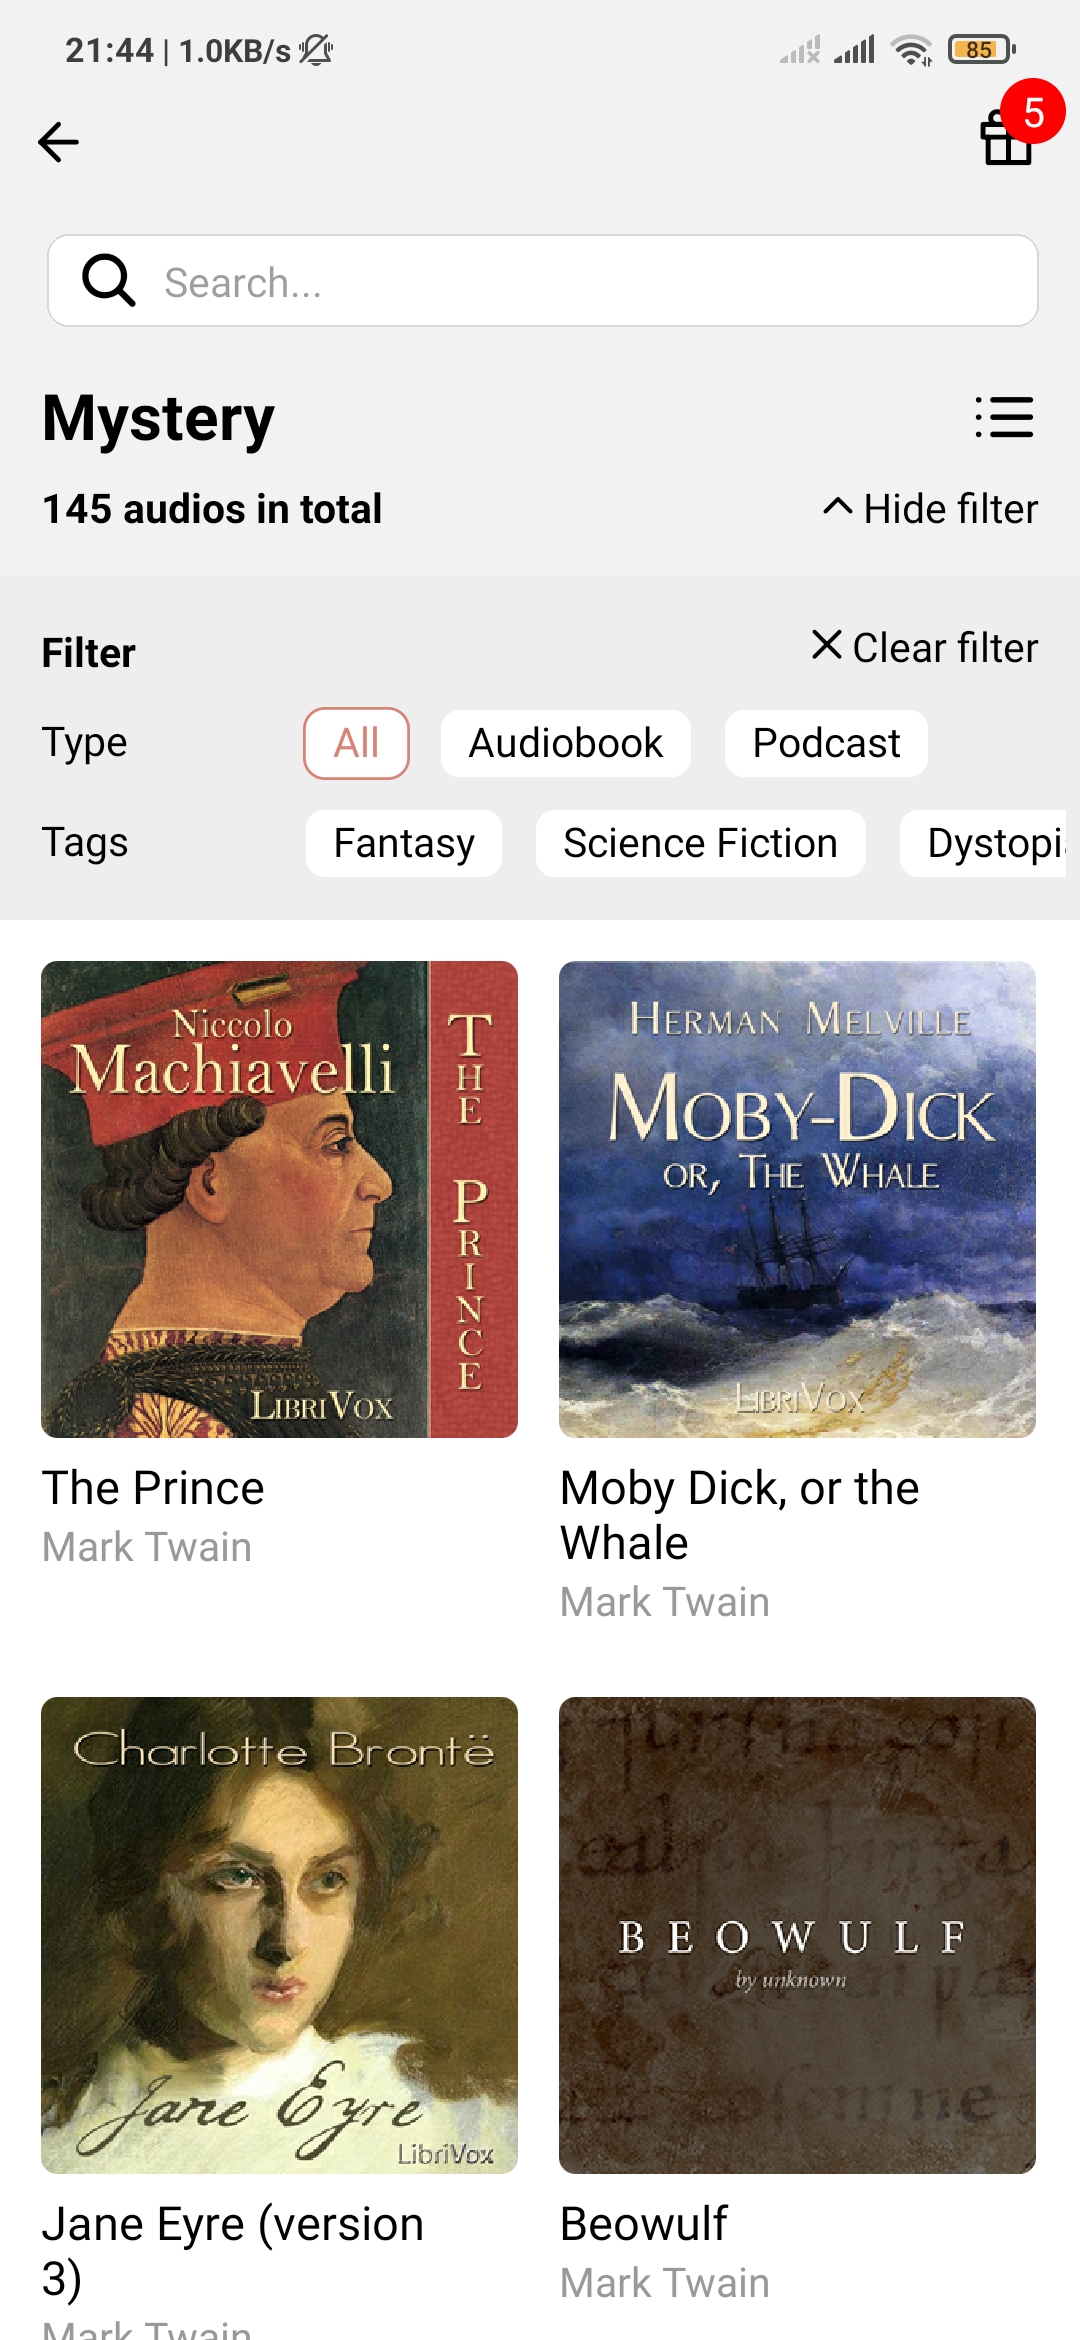 21:44 | 1.0KB/s
85
5
Search...
Mystery
145 audios in total
Hide filter
Filter
Clear filter
Type
All
Audiobook
Podcast
Tags
Fantasy
Science Fiction
Dystopi
Niccolo
Machiavelli
THE PRINCE
LIBRIVOX
HERMAN MELVILLE
MOBY-DICK
OR, THE WHALE
LIBRIVOX
The Prince
Mark Twain
Moby Dick, or the
Whale
Mark Twain
Charlotte Brontë
Jane Eyre
LibriVox
BEOWULF
by unknown
Jane Eyre (version
3)
Mark Twain
Beowulf
Mark Twain